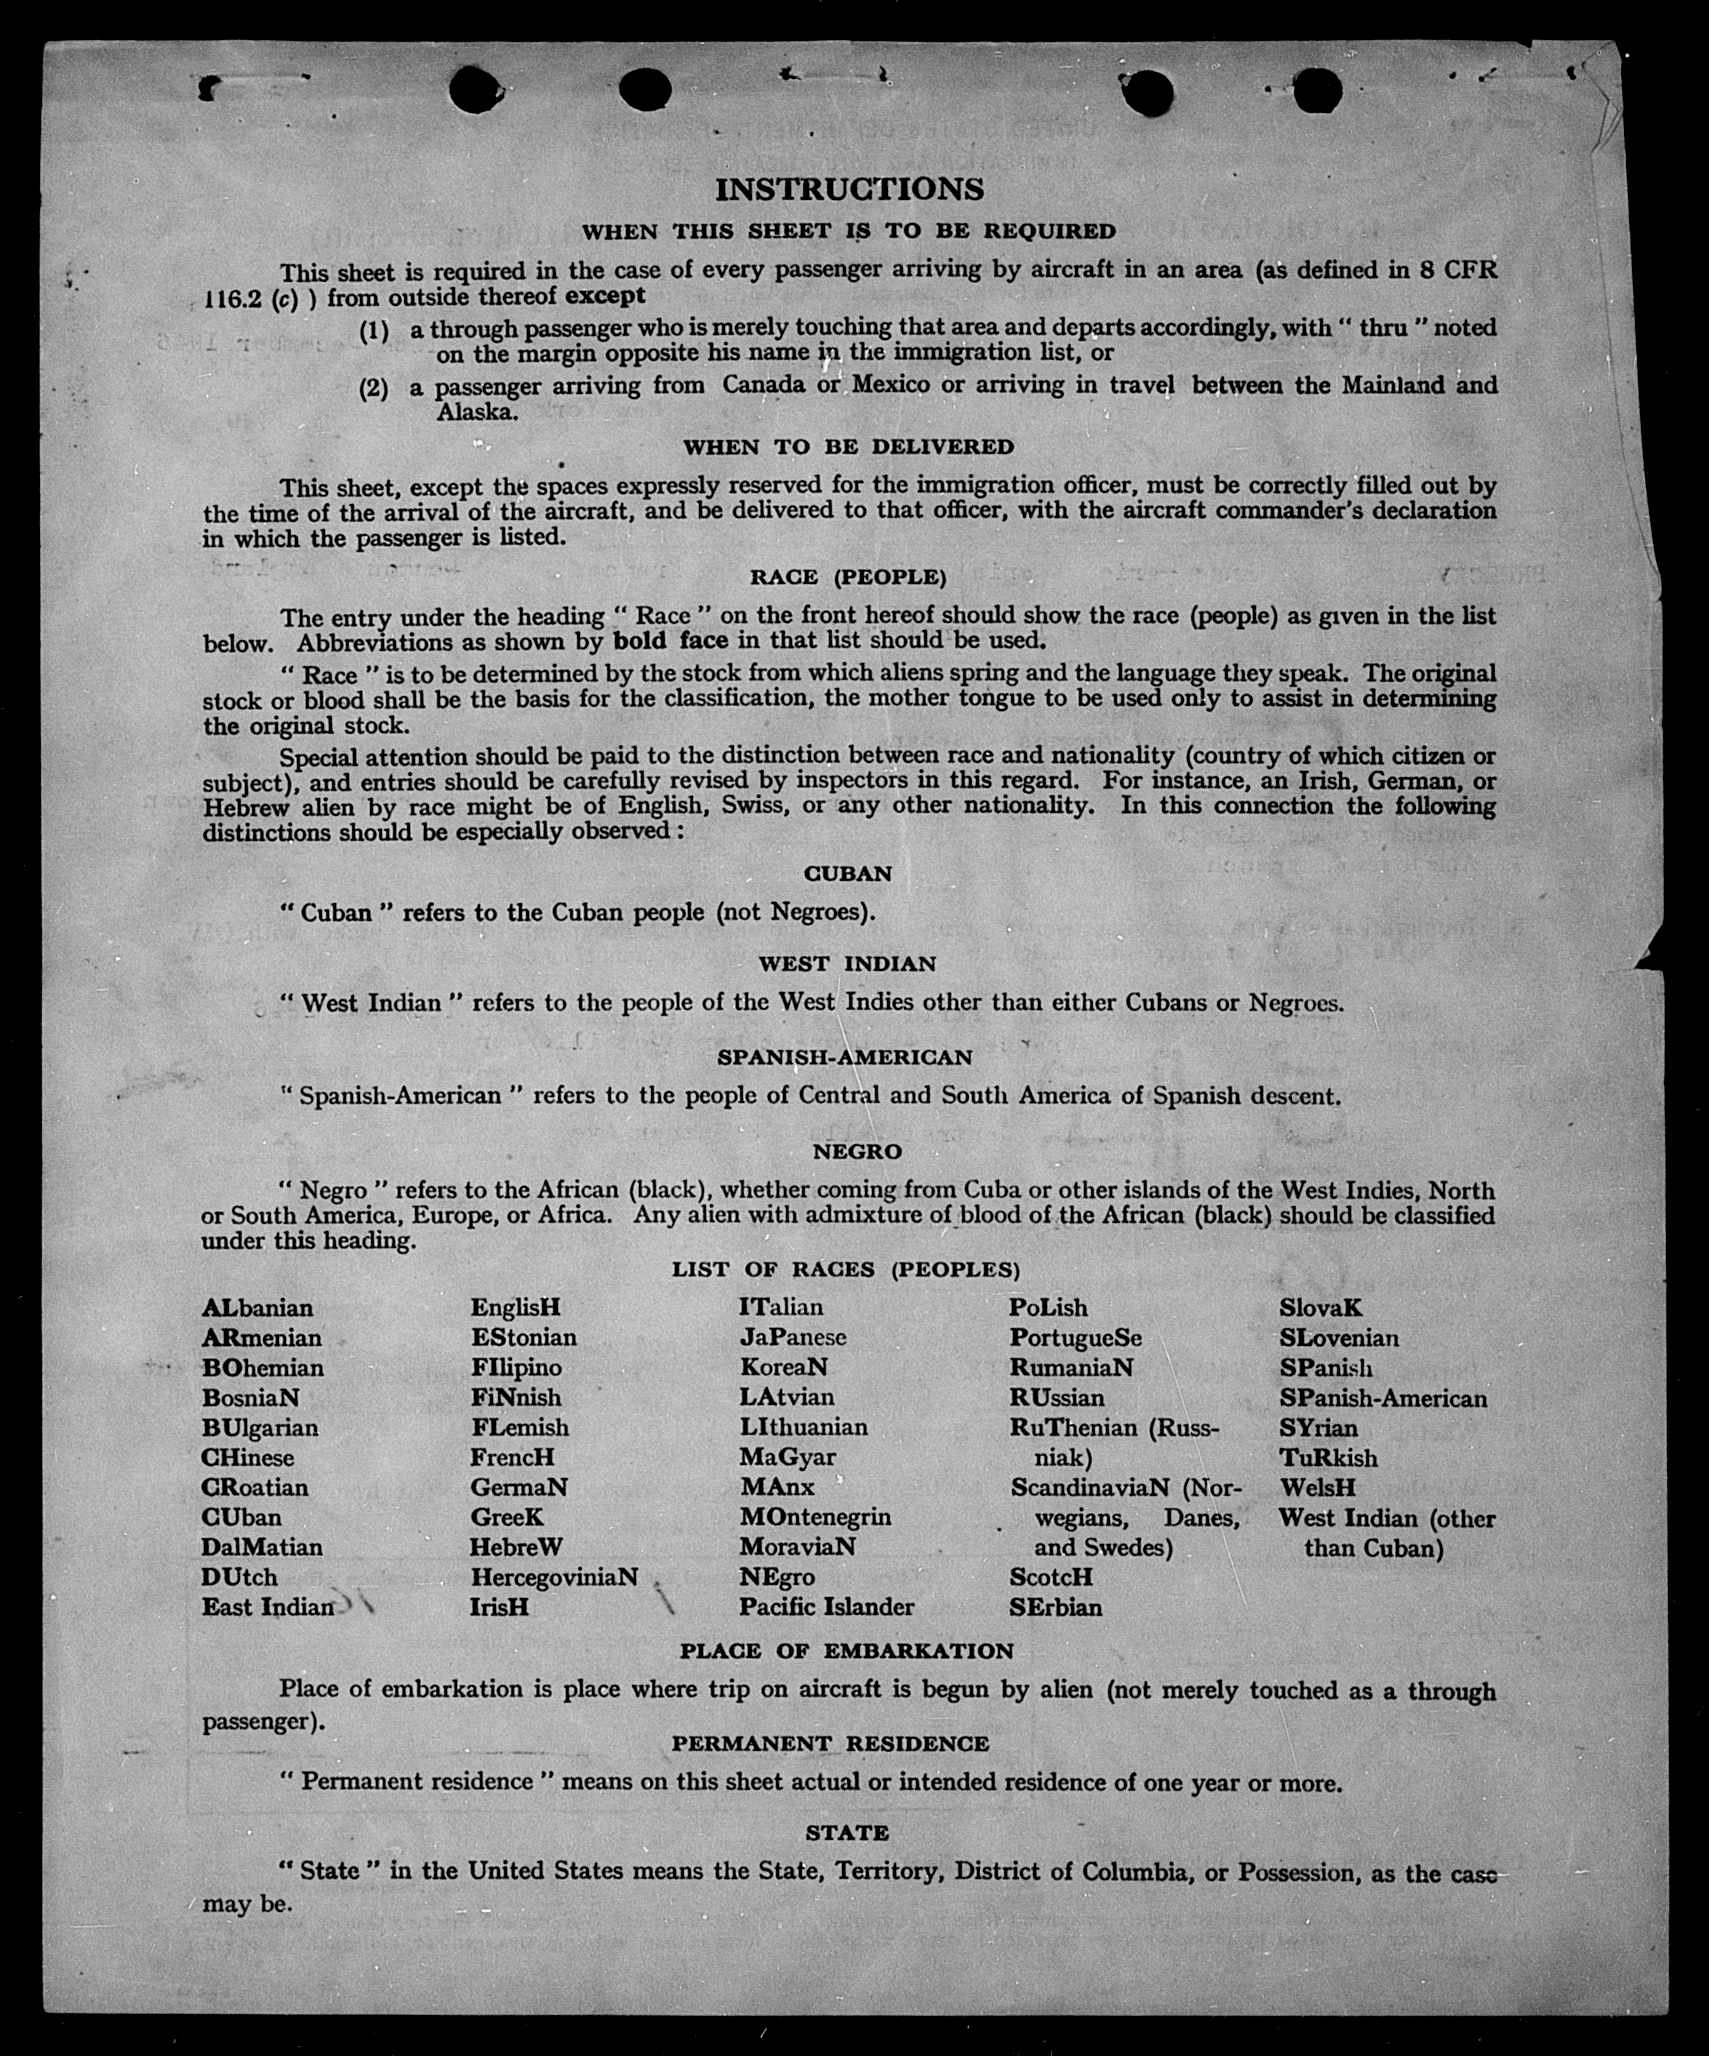 INSTRUCTIONS
WHEN THIS SHEET IS TO BE REQUIRED
This sheet is required in the case of every passenger arriving by aircraft in an area (as defined in 8 CFR
116.2 (c) ) from outside thereof except
(1) a through passenger who is merely touching that area and departs accordingly, with “ thru ” noted
on the margin opposite his name in the immigration list, or
(2) a passenger arriving from Canada or Mexico or arriving in travel between the Mainland and
Alaska.
WHEN TO BE DELIVERED
This sheet, except the spaces expressly reserved for the immigration officer, must be correctly filled out by
the time of the arrival of the aircraft, and be delivered to that officer, with the aircraft commander’s declaration
in which the passenger is listed.
RACE (PEOPLE)
The entry under the heading “ Race ” on the front hereof should show the race (people) as given in the list
below. Abbreviations as shown by bold face in that list should be used.
“ Race ” is to be determined by the stock from which aliens spring and the language they speak. The original
stock or blood shall be the basis for the classification, the mother tongue to be used only to assist in determining
the original stock.
Special attention should be paid to the distinction between race and nationality (country of which citizen or
subject), and entries should be carefully revised by inspectors in this regard. For instance, an Irish, German, or
Hebrew alien by race might be of English, Swiss, or any other nationality. In this connection the following
distinctions should be especially observed :
CUBAN
“ Cuban ” refers to the Cuban people (not Negroes).
WEST INDIAN
“ West Indian ” refers to the people of the West Indies other than either Cubans or Negroes.
SPANISH-AMERICAN
“ Spanish-American ” refers to the people of Central and South America of Spanish descent.
NEGRO
“ Negro ” refers to the African (black), whether coming from Cuba or other islands of the West Indies, North
or South America, Europe, or Africa. Any alien with admixture of blood of the African (black) should be classified
under this heading.
LIST OF RACES (PEOPLES)
ALbanian
ARmenian
BOhemian
BosniaN
BUlgarian
CHinese
CRoatian
CUban
DalMatian
DUtch
East Indian
EnglisH
EStonian
FIlipino
FiNnish
FLemish
FrencH
GermaN
GreeK
HebreW
HercegoviniaN
IrisH
ITalian
JaPanese
KoreaN
LAtvian
LIthuanian
MaGyar
MAnx
MOntenegrin
MoraviaN
NEgro
Pacific Islander
PoLish
PortugueSe
RumaniaN
RUssian
RuThenian (Russ-
niak)
ScandinaviaN (Nor-
wegians, Danes,
and Swedes)
ScotcH
SErbian
SlovaK
SLovenian
SPanish
SPanish-American
SYrian
TuRkish
WelsH
West Indian (other
than Cuban)
PLACE OF EMBARKATION
Place of embarkation is place where trip on aircraft is begun by alien (not merely touched as a through
passenger).
PERMANENT RESIDENCE
“ Permanent residence ” means on this sheet actual or intended residence of one year or more.
STATE
“ State ” in the United States means the State, Territory, District of Columbia, or Possession, as the case
may be.